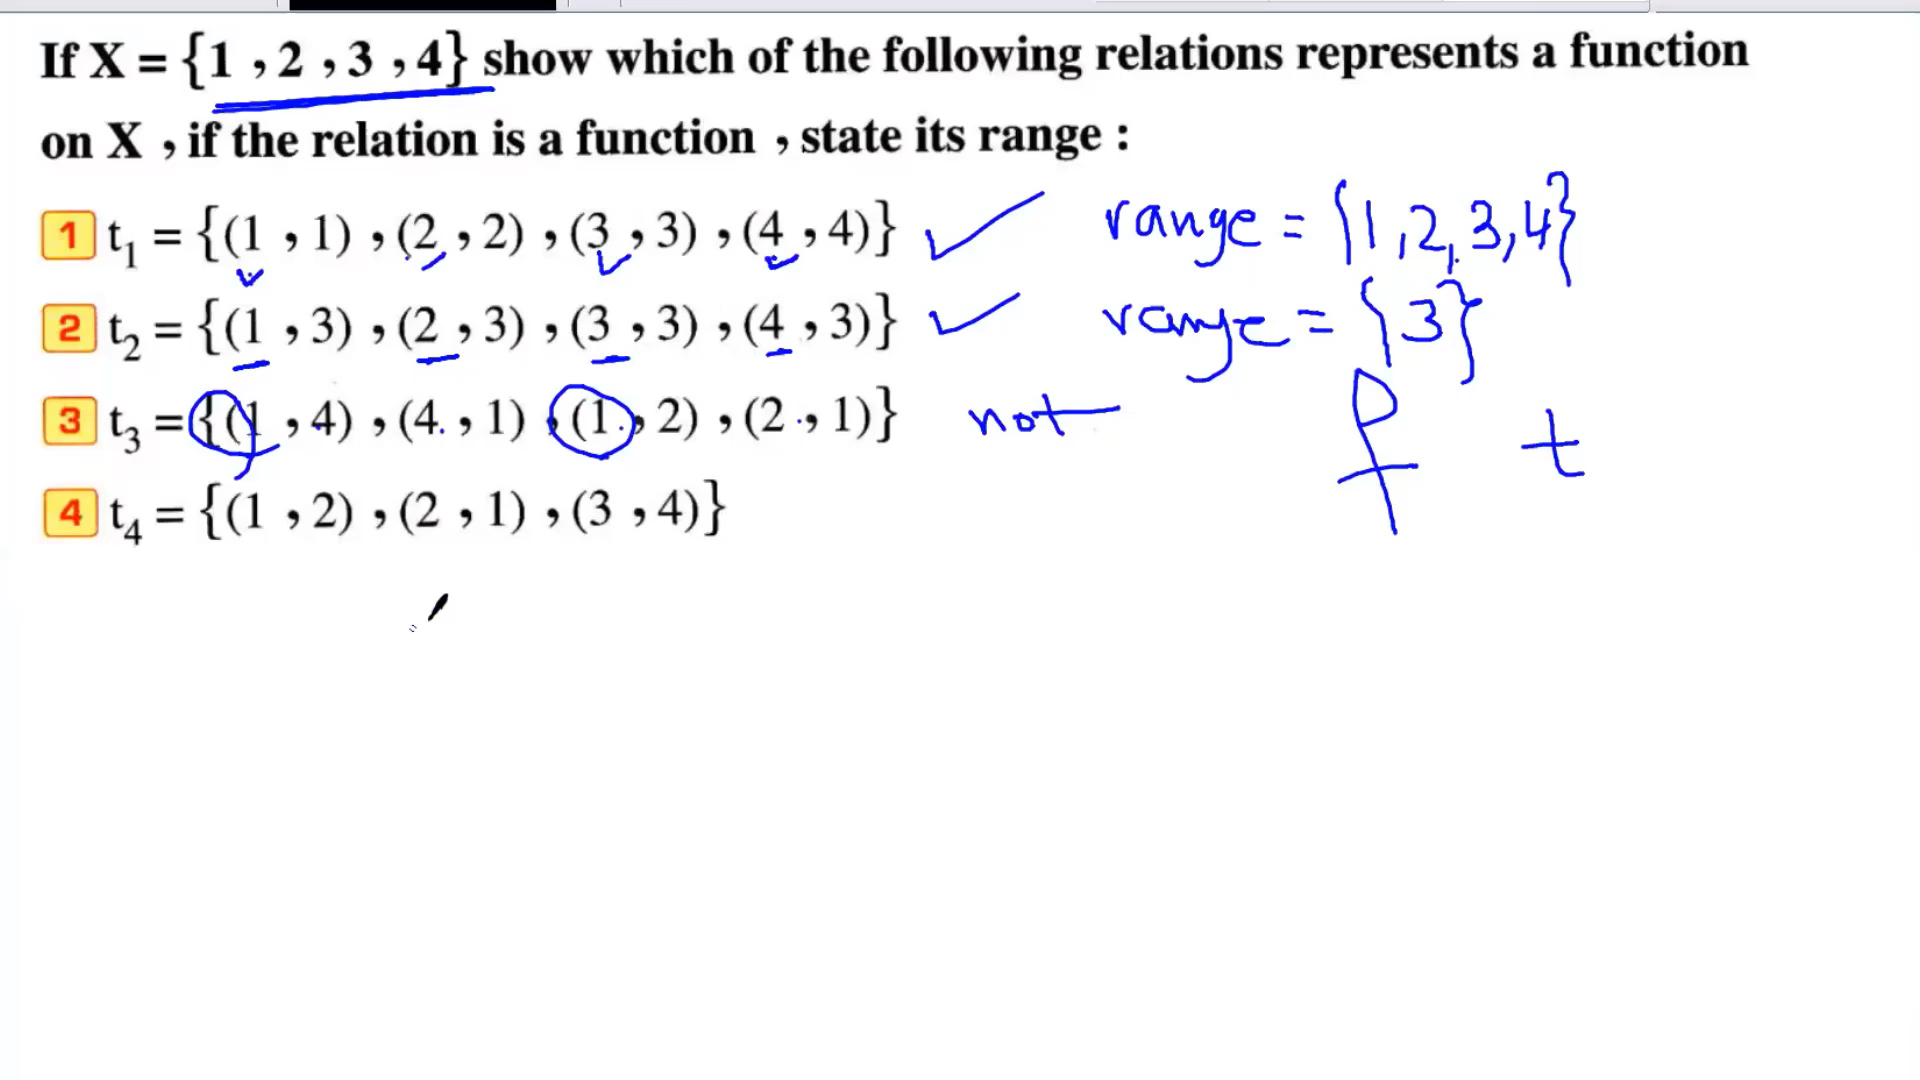 If X = {1 , 2 , 3 , 4} show which of the following relations represents a function
on X , if the relation is a function , state its range :
1 t₁ = {(1 , 1) , (2 , 2) , (3 , 3) , (4 , 4)} ✓ range = {1,2,3,4}
2 t₂ = {(1 , 3) , (2 , 3) , (3 , 3) , (4 , 3)} ✓ range = {3}
3 t₃ = {(1 , 4) , (4 , 1) , (1 , 2) , (2 , 1)} not f t
4 t₄ = {(1 , 2) , (2 , 1) , (3 , 4)}